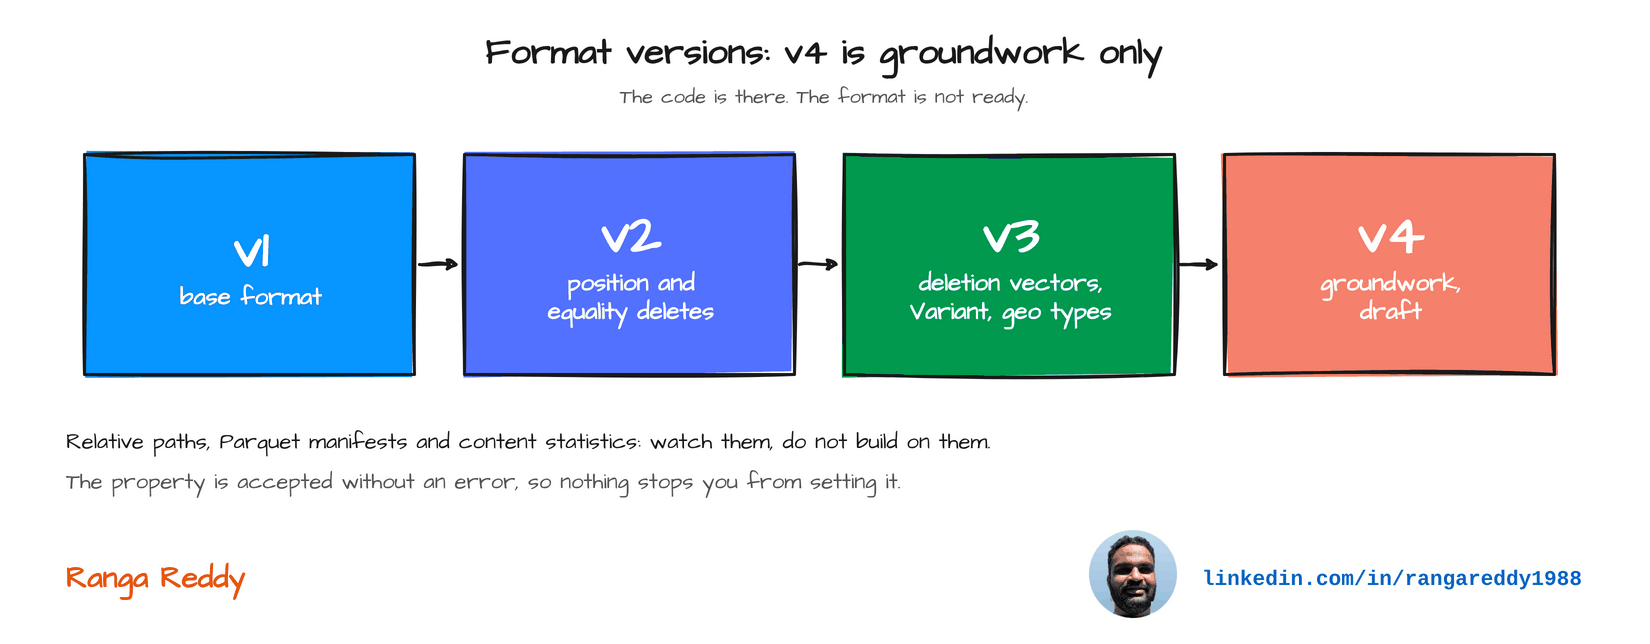 Format versions: v4 is groundwork only
The code is there. The format is not ready.
v1
base format
v2
position and
equality deletes
v3
deletion vectors,
Variant, geo types
v4
groundwork,
draft
Relative paths, Parquet manifests and content statistics: watch them, do not build on them.
The property is accepted without an error, so nothing stops you from setting it.
Ranga Reddy
linkedin.com/in/rangareddy1988